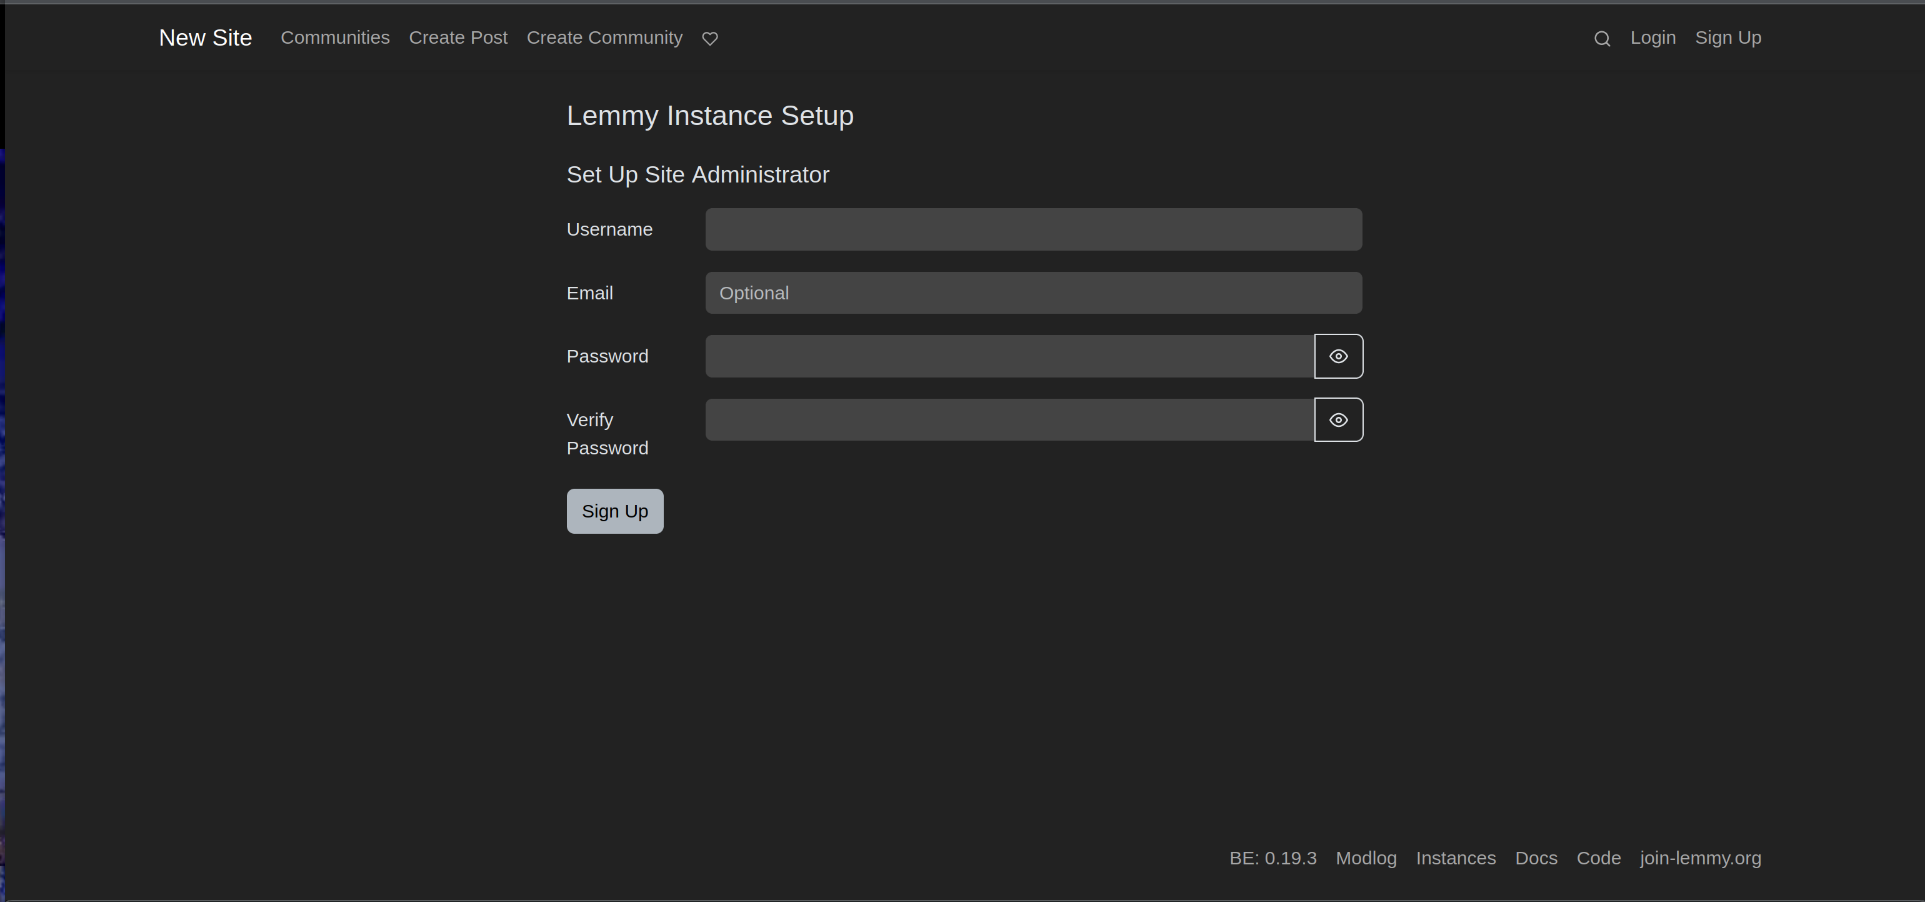 New Site Communities Create Post Create Community Login Sign Up
Lemmy Instance Setup
Set Up Site Administrator
Username
Email Optional
Password
Verify
Password
Sign Up
BE: 0.19.3 Modlog Instances Docs Code join-lemmy.org